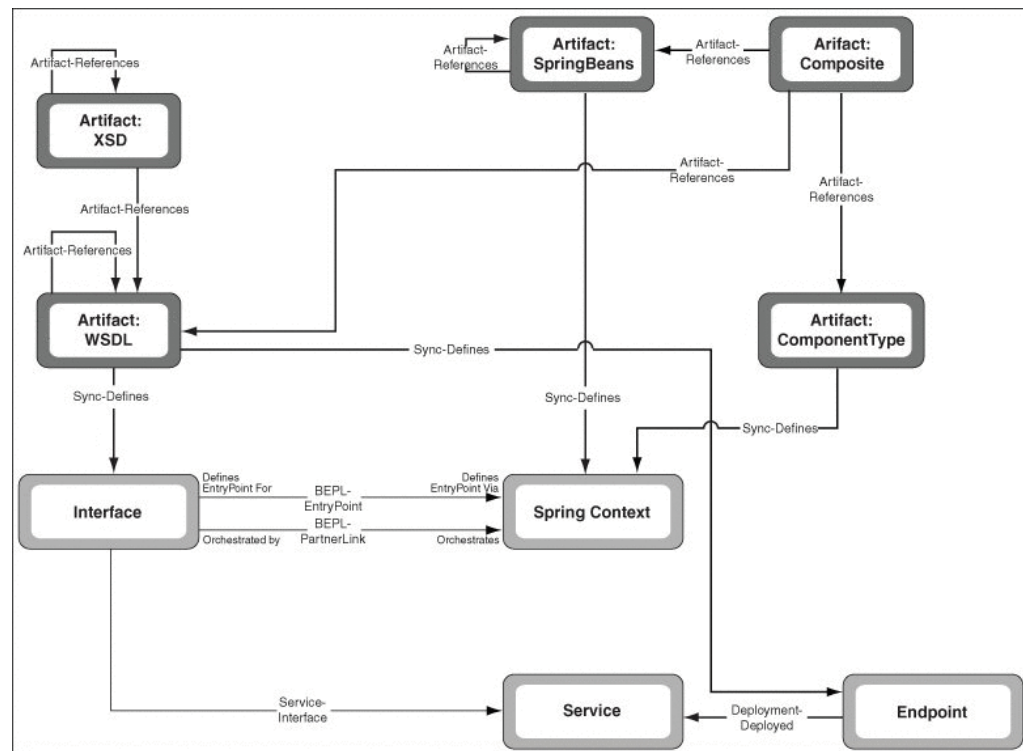 Artifact-References
Artifact:
XSD
Artifact-
References
Artifact:
SpringBeans
Artifact-
References
Arifact:
Composite
Artifact-
References
Artifact-
References
Artifact-References
Artifact-References
Artifact:
WSDL
Artifact:
ComponentType
Sync-Defines
Sync-Defines
Sync-Defines
Sync-Defines
Interface
Defines
EntryPoint For
BEPL-
EntryPoint
Defines
EntryPoint Via
Orchestrated by
BEPL-
PartnerLink
Orchestrates
Spring Context
Service-
Interface
Service
Deployment-
Deployed
Endpoint